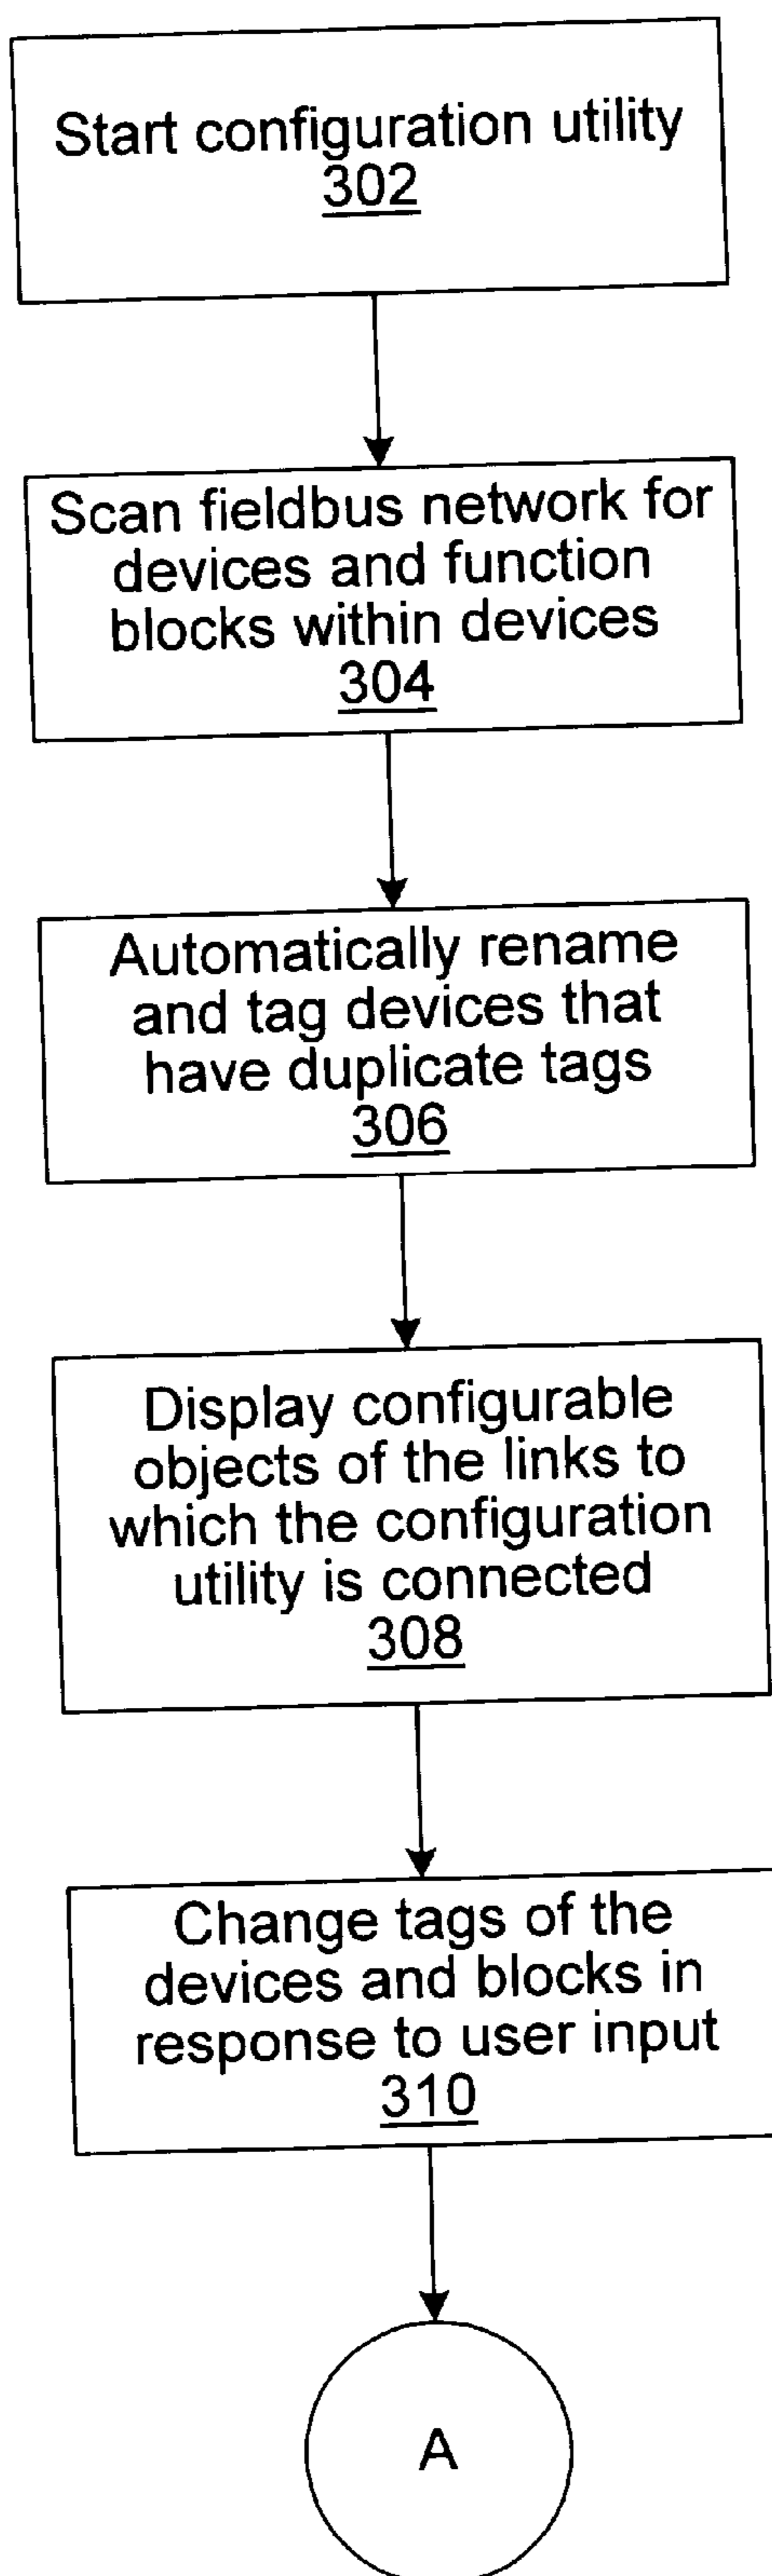 Start configuration utility
302
Scan fieldbus network for
devices and function
blocks within devices
304
Automatically rename
and tag devices that
have duplicate tags
306
Display configurable
objects of the links to
which the configuration
utility is connected
308
Change tags of the
devices and blocks in
response to user input
310
A